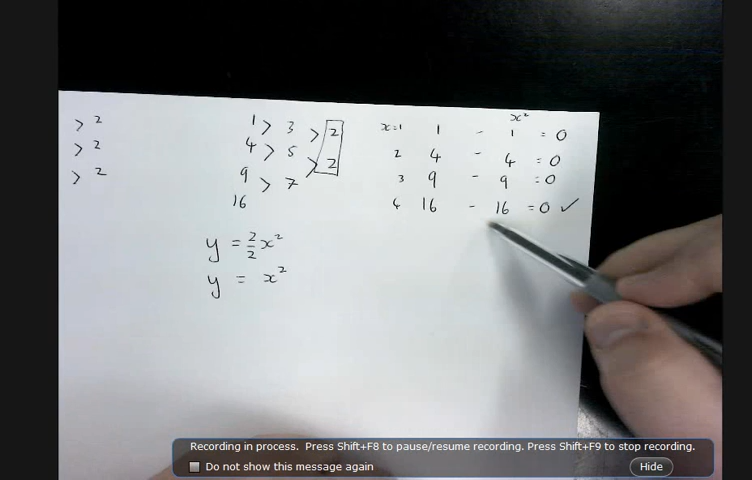 > 2
> 2
> 2
1 > 3 > 2
4 > 5 > 2
9 > 7
16
y = 2/2 x²
y = x²
x²
x=1 1 - 1 = 0
2 4 - 4 = 0
3 9 - 9 = 0
4 16 - 16 = 0 ✓
Recording in process. Press Shift+F8 to pause/resume recording. Press Shift+F9 to stop recording.
Do not show this message again
Hide